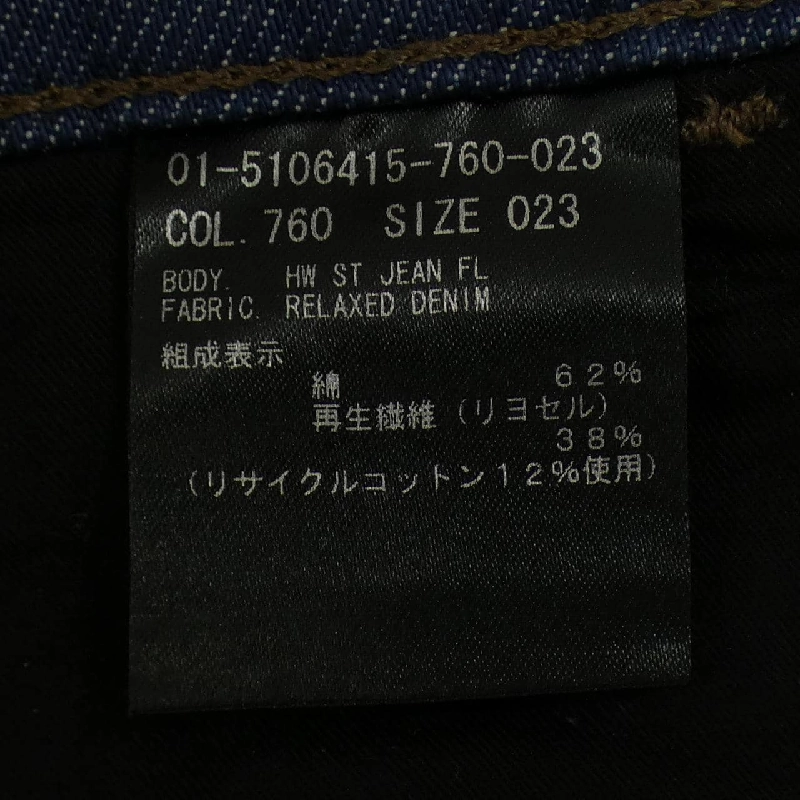 01-5106415-760-023
COL. 760 SIZE 023
BODY. HW ST JEAN FL
FABRIC. RELAXED DENIM
組成表示
綿 62%
再生繊維(リヨセル)
38%
(リサイクルコットン12%使用)